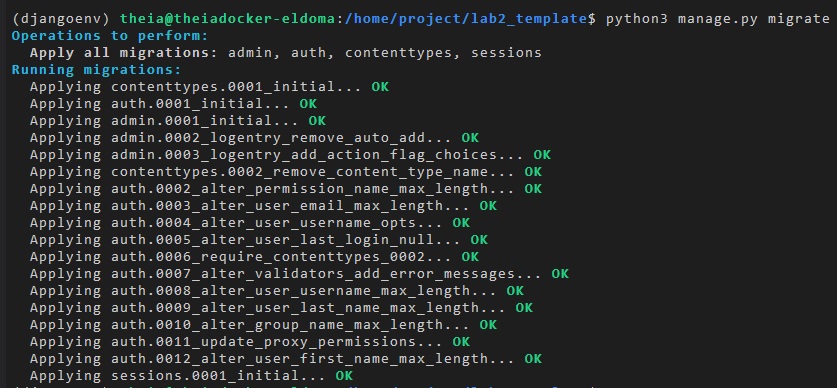 (djangoenv) theia@theiadocker-eldoma:/home/project/lab2_template$ python3 manage.py migrate
Operations to perform:
  Apply all migrations: admin, auth, contenttypes, sessions
Running migrations:
  Applying contenttypes.0001_initial... OK
  Applying auth.0001_initial... OK
  Applying admin.0001_initial... OK
  Applying admin.0002_logentry_remove_auto_add... OK
  Applying admin.0003_logentry_add_action_flag_choices... OK
  Applying contenttypes.0002_remove_content_type_name... OK
  Applying auth.0002_alter_permission_name_max_length... OK
  Applying auth.0003_alter_user_email_max_length... OK
  Applying auth.0004_alter_user_username_opts... OK
  Applying auth.0005_alter_user_last_login_null... OK
  Applying auth.0006_require_contenttypes_0002... OK
  Applying auth.0007_alter_validators_add_error_messages... OK
  Applying auth.0008_alter_user_username_max_length... OK
  Applying auth.0009_alter_user_last_name_max_length... OK
  Applying auth.0010_alter_group_name_max_length... OK
  Applying auth.0011_update_proxy_permissions... OK
  Applying auth.0012_alter_user_first_name_max_length... OK
  Applying sessions.0001_initial... OK